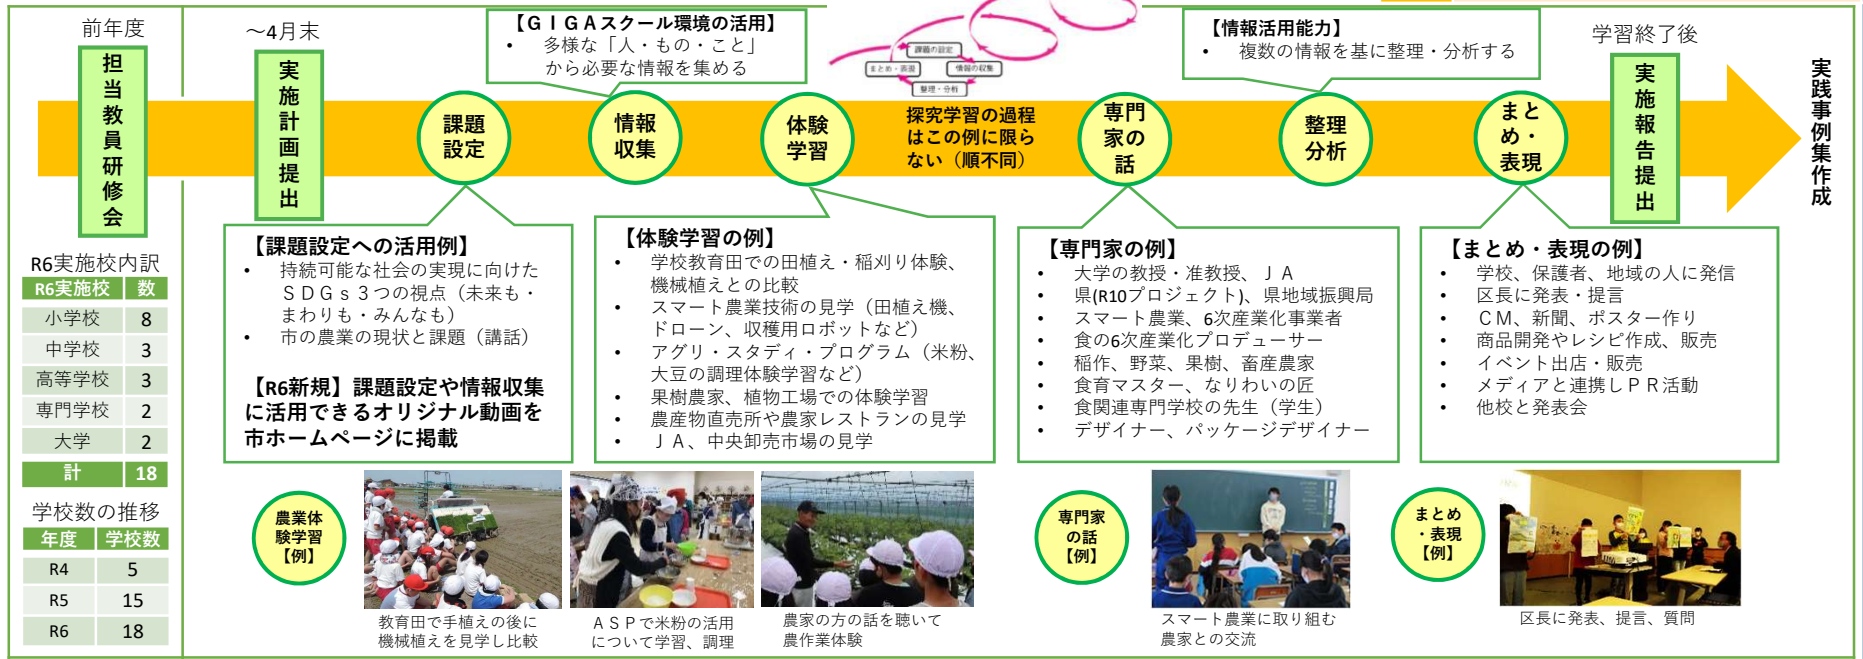 前年度
担当教員研修会
R6実施校内訳
R6実施校 数
小学校 8
中学校 3
高等学校 3
専門学校 2
大学 2
計 18
学校数の推移
年度 学校数
R4 5
R5 15
R6 18
～4月末
実施計画提出
【ＧＩＧＡスクール環境の活用】
• 多様な「人・もの・こと」
から必要な情報を集める
課題の設定
情報の収集
整理・分析
まとめ・表現
【情報活用能力】
• 複数の情報を基に整理・分析する
学習終了後
実施報告提出
実践事例集作成
課題
設定
情報
収集
体験
学習
探究学習の過程
はこの例に限ら
ない（順不同）
専門
家の
話
整理
分析
まと
め・
表現
【課題設定への活用例】
• 持続可能な社会の実現に向けた
ＳＤＧｓ３つの視点（未来も・
まわりも・みんなも）
• 市の農業の現状と課題（講話）
【R6新規】課題設定や情報収集
に活用できるオリジナル動画を
市ホームページに掲載
【体験学習の例】
• 学校教育田での田植え・稲刈り体験、
機械植えとの比較
• スマート農業技術の見学（田植え機、
ドローン、収穫用ロボットなど）
• アグリ・スタディ・プログラム（米粉、
大豆の調理体験学習など）
• 果樹農家、植物工場での体験学習
• 農産物直売所や農家レストランの見学
• ＪＡ、中央卸売市場の見学
【専門家の例】
• 大学の教授・准教授、ＪＡ
• 県(R10プロジェクト)、県地域振興局
• スマート農業、6次産業化事業者
• 食の6次産業化プロデューサー
• 稲作、野菜、果樹、畜産農家
• 食育マスター、なりわいの匠
• 食関連専門学校の先生（学生）
• デザイナー、パッケージデザイナー
【まとめ・表現の例】
• 学校、保護者、地域の人に発信
• 区長に発表・提言
• ＣＭ、新聞、ポスター作り
• 商品開発やレシピ作成、販売
• イベント出店・販売
• メディアと連携しＰＲ活動
• 他校と発表会
農業体
験学習
【例】
教育田で手植えの後に
機械植えを見学し比較
ＡＳＰで米粉の活用
について学習、調理
農家の方の話を聴いて
農作業体験
専門家
の話
【例】
スマート農業に取り組む
農家との交流
まとめ
・表現
【例】
区長に発表、提言、質問